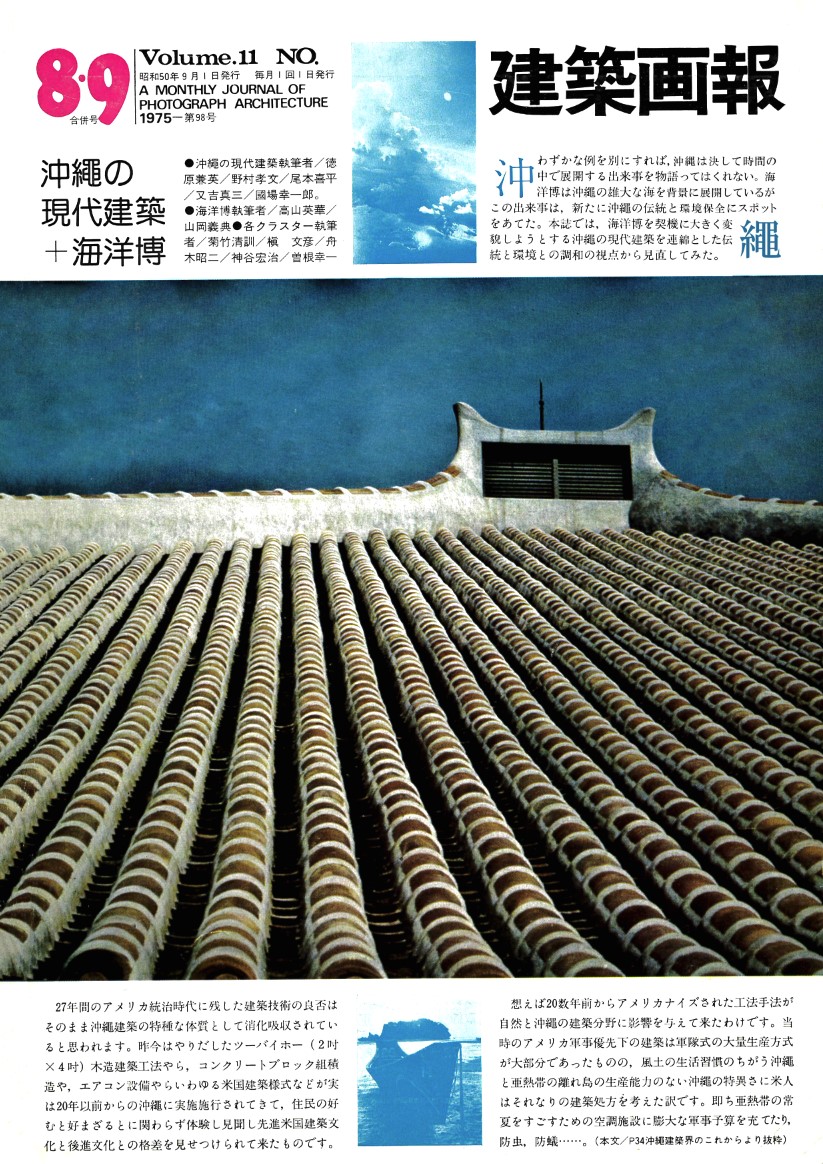 8・9
合併号
Volume.11 NO.
昭和50年9月1日発行 毎月1回1日発行
A MONTHLY JOURNAL OF
PHOTOGRAPH ARCHITECTURE
1975—第98号
建築画報
沖繩の
現代建築
＋海洋博
●沖繩の現代建築執筆者／徳
原兼英／野村孝文／尾本喜平
／又吉真三／國場幸一郎。
●海洋博執筆者／高山英華／
山岡義典●各クラスター執筆
者／菊竹清訓／槇 文彦／舟
木昭二／神谷宏治／曽根幸一
沖
わずかな例を別にすれば，沖繩は決して時間の
中で展開する出来事を物語ってはくれない。海
洋博は沖繩の雄大な海を背景に展開しているが
この出来事は，新たに沖繩の伝統と環境保全にスポット
をあてた。本誌では，海洋博を契機に大きく変
貌しようとする沖繩の現代建築を連綿とした伝
統と環境との調和の視点から見直してみた。
繩
27年間のアメリカ統治時代に残した建築技術の良否は
そのまま沖繩建築の特種な体質として消化吸収されてい
ると思われます。昨今はやりだしたツーバイホー（2吋
×4吋）木造建築工法やら，コンクリートブロック組積
造や，エアコン設備やらいわゆる米国建築様式などが実
は20年以前からの沖繩に実施施行されてきて，住民の好
むと好まざるとに関わらず体験し見聞し先進米国建築文
化と後進文化との格差を見せつけられて来たものです。
想えば20数年前からアメリカナイズされた工法手法が
自然と沖繩の建築分野に影響を与えて来たわけです。当
時のアメリカ軍事優先下の建築は軍隊式の大量生産方式
が大部分であったものの，風土の生活習慣のちがう沖繩
と亜熱帯の離れ島の生産能力のない沖繩の特異さに米人
はそれなりの建築処方を考えた訳です。即ち亜熱帯の常
夏をすごすための空調施設に膨大な軍事予算を充てたり，
防虫，防蟻……。（本文／P34沖繩建築界のこれからより抜粋）